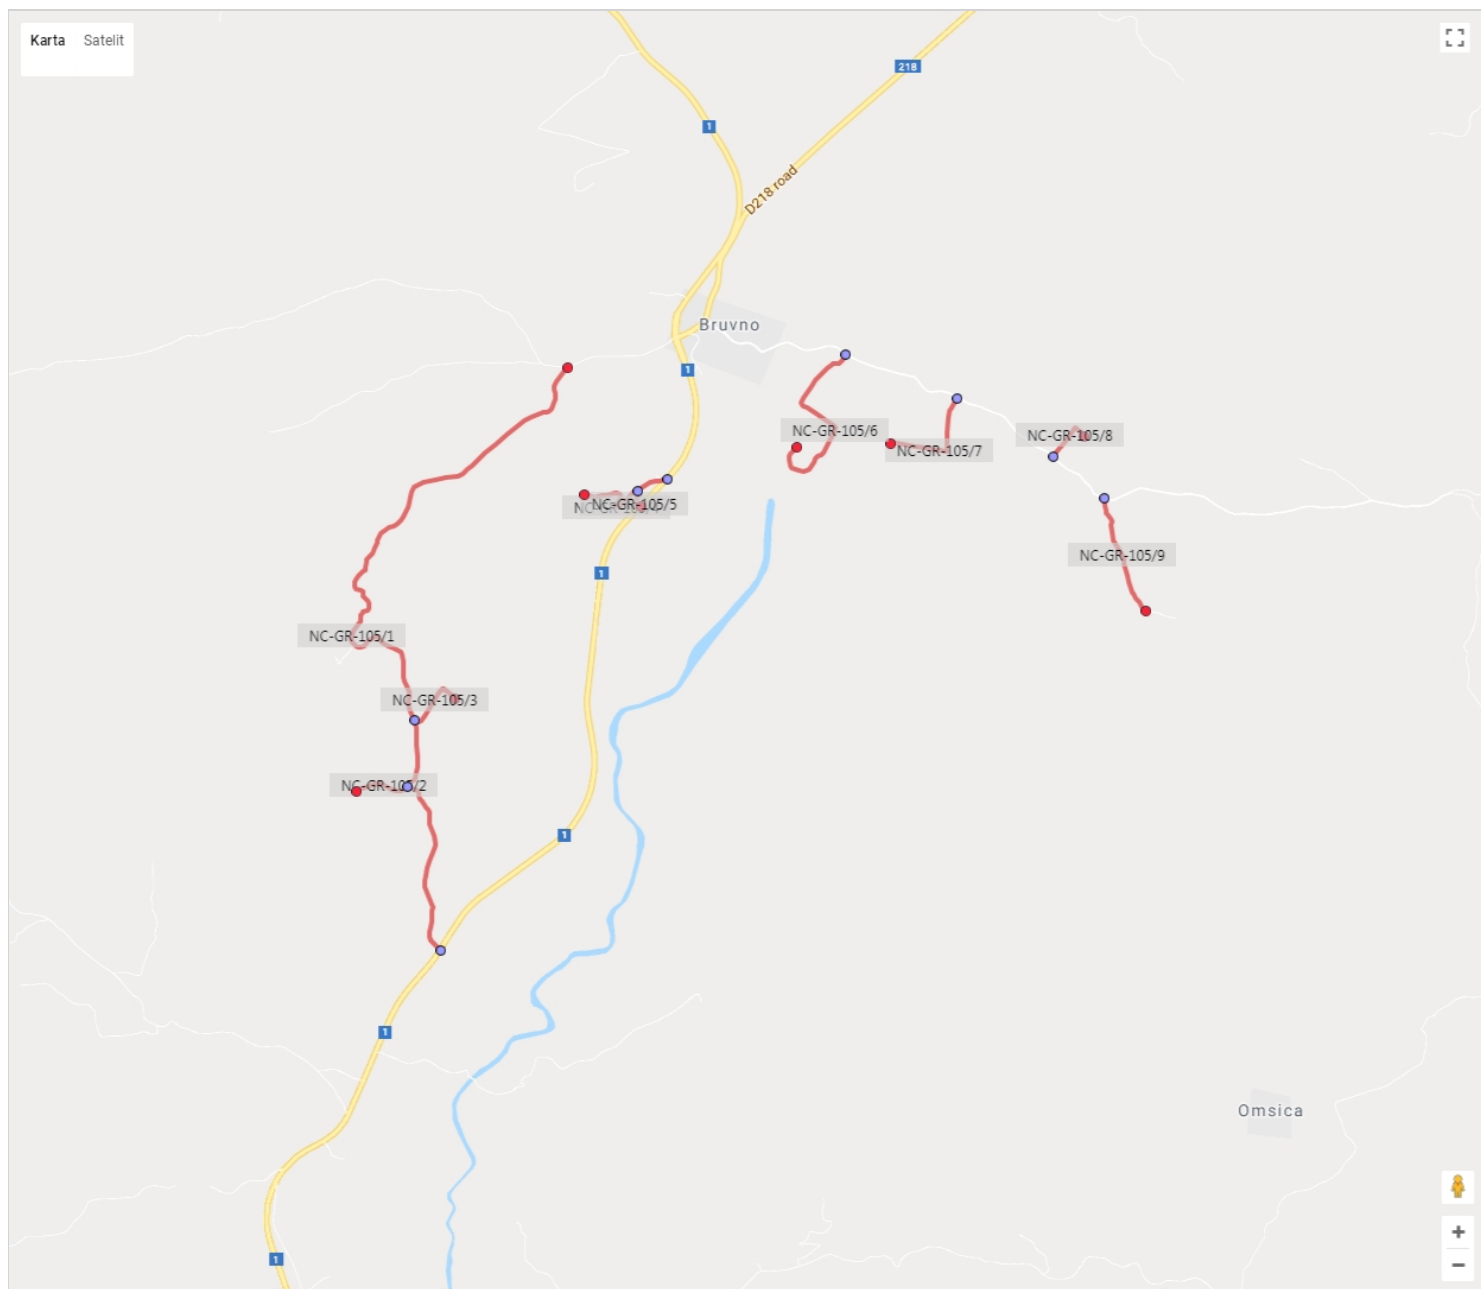 Karta Satelit
218
1
D218 road
Bruvno
1
NC-GR-105/6
NC-GR-105/8
NC-GR-105/7
NC-GR-105/5
NC-GR-105/9
1
NC-GR-105/1
NC-GR-105/3
NC-GR-105/2
1
1
Omsica
1